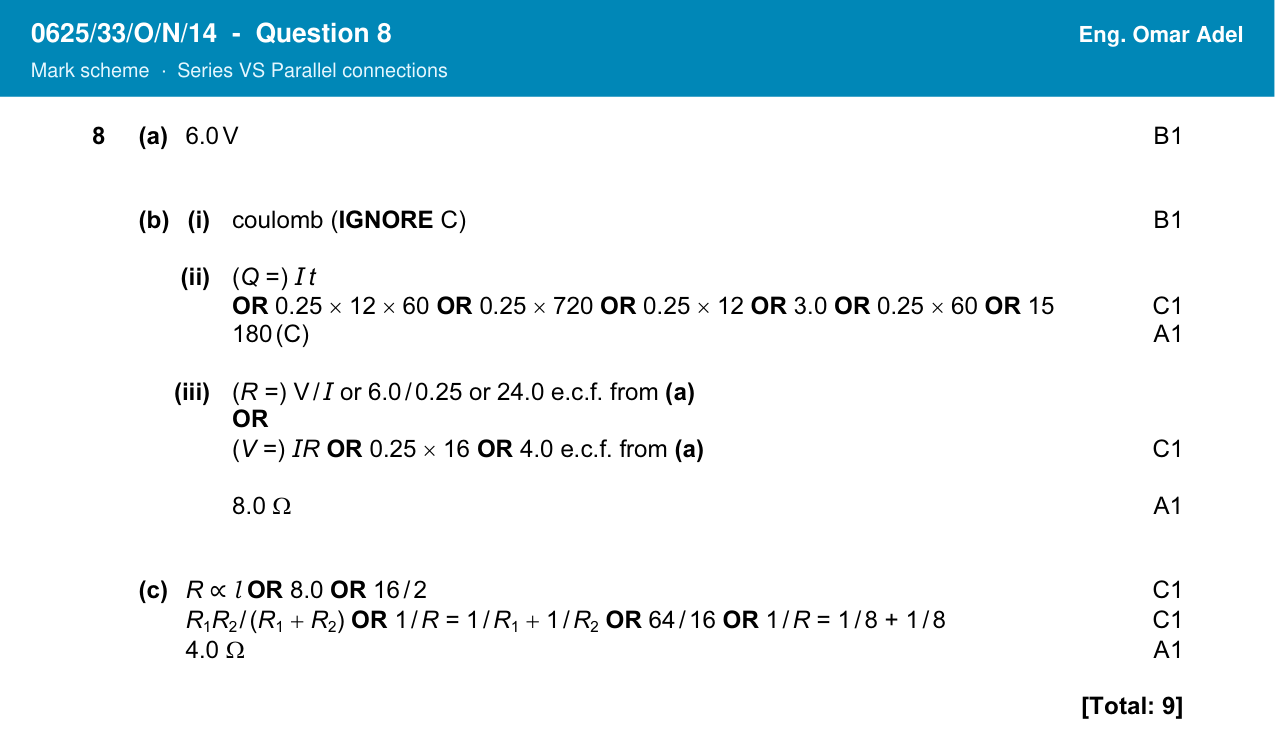 0625/33/O/N/14 - Question 8
Eng. Omar Adel
Mark scheme · Series VS Parallel connections
8 (a) 6.0 V B1
(b) (i) coulomb (IGNORE C) B1
(ii) (Q =) I t
OR 0.25 × 12 × 60 OR 0.25 × 720 OR 0.25 × 12 OR 3.0 OR 0.25 × 60 OR 15 C1
180 (C) A1
(iii) (R =) V / I or 6.0 / 0.25 or 24.0 e.c.f. from (a)
OR
(V =) IR OR 0.25 × 16 OR 4.0 e.c.f. from (a) C1
8.0 Ω A1
(c) R ∝ l OR 8.0 OR 16 / 2 C1
R₁R₂ / (R₁ + R₂) OR 1 / R = 1 / R₁ + 1 / R₂ OR 64 / 16 OR 1 / R = 1 / 8 + 1 / 8 C1
4.0 Ω A1
[Total: 9]